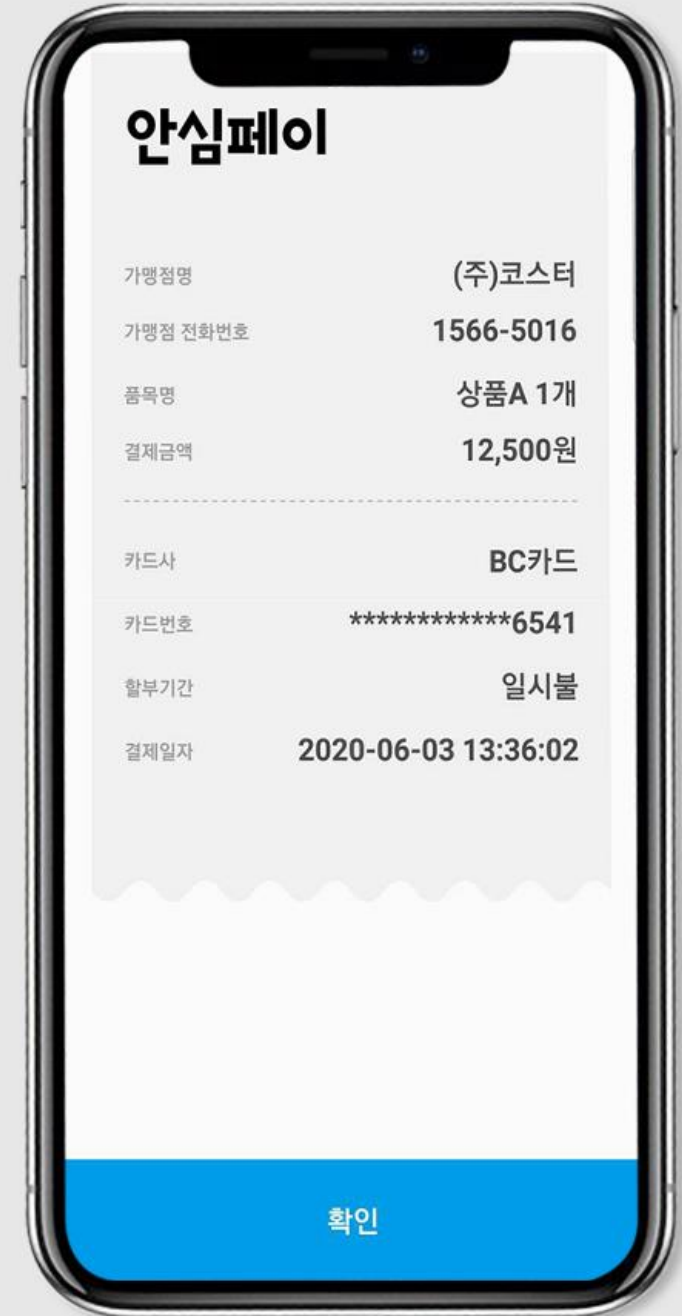 안심페이
가맹점명 (주)코스터
가맹점 전화번호 1566-5016
품목명 상품A 1개
결제금액 12,500원
카드사 BC카드
카드번호 ************6541
할부기간 일시불
결제일자 2020-06-03 13:36:02
확인